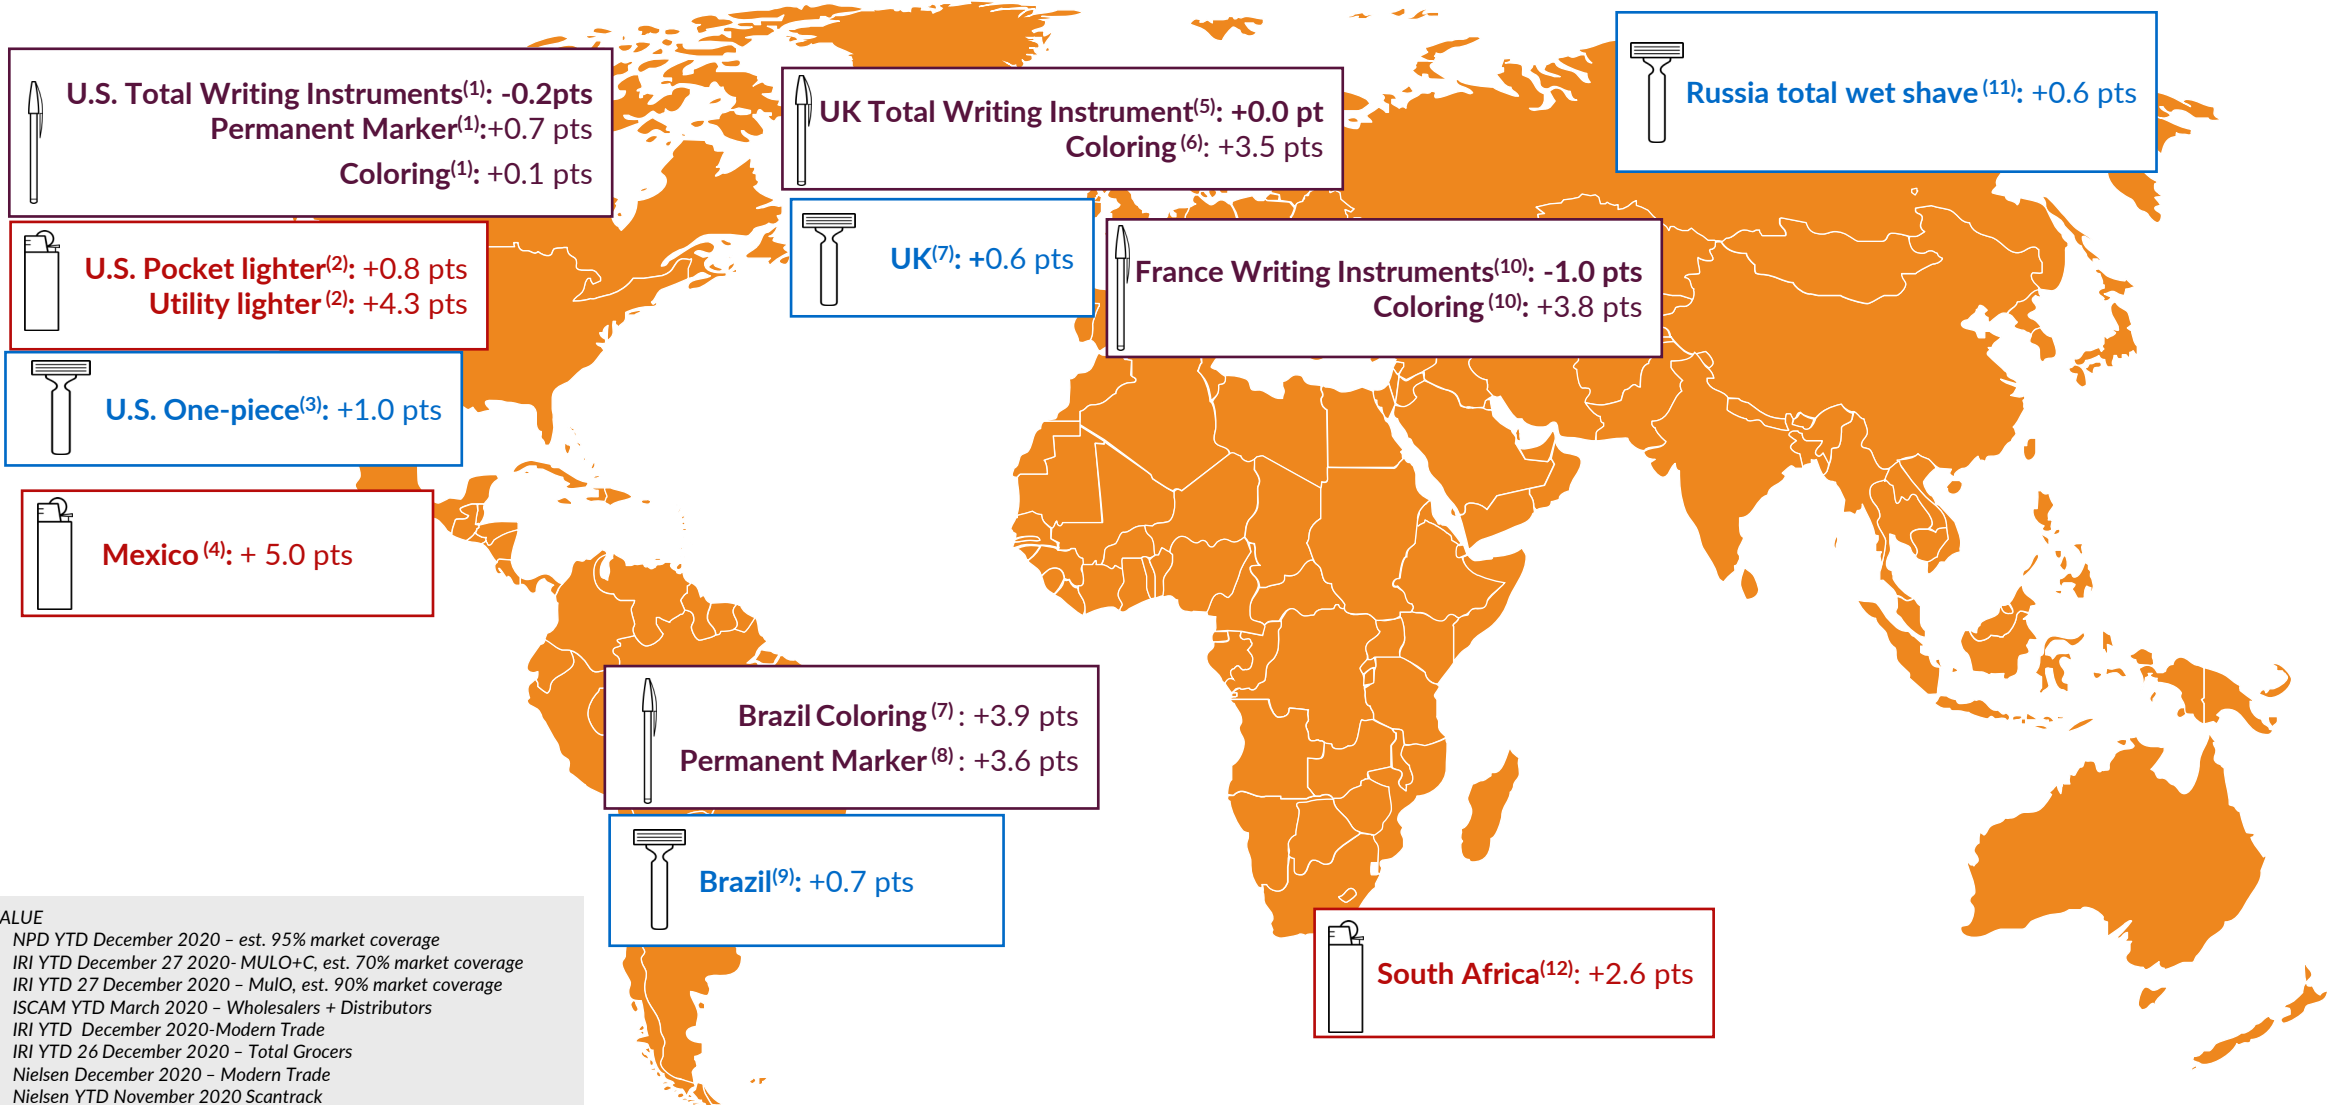 U.S. Total Writing Instruments(1): -0.2pts
Permanent Marker(1):+0.7 pts
Coloring(1): +0.1 pts
U.S. Pocket lighter(2): +0.8 pts
Utility lighter (2): +4.3 pts
U.S. One-piece(3): +1.0 pts
Mexico (4): + 5.0 pts
UK Total Writing Instrument(5): +0.0 pt
Coloring (6): +3.5 pts
UK(7): +0.6 pts
France Writing Instruments(10): -1.0 pts
Coloring (10): +3.8 pts
Russia total wet shave (11): +0.6 pts
Brazil Coloring (7) : +3.9 pts
Permanent Marker (8) : +3.6 pts
Brazil(9): +0.7 pts
South Africa(12): +2.6 pts
ALUE
NPD YTD December 2020 – est. 95% market coverage
IRI YTD December 27 2020- MULO+C, est. 70% market coverage
IRI YTD 27 December 2020 – MulO, est. 90% market coverage
ISCAM YTD March 2020 – Wholesalers + Distributors
IRI YTD  December 2020-Modern Trade
IRI YTD 26 December 2020 – Total Grocers
Nielsen December 2020 – Modern Trade
Nielsen YTD November 2020 Scantrack